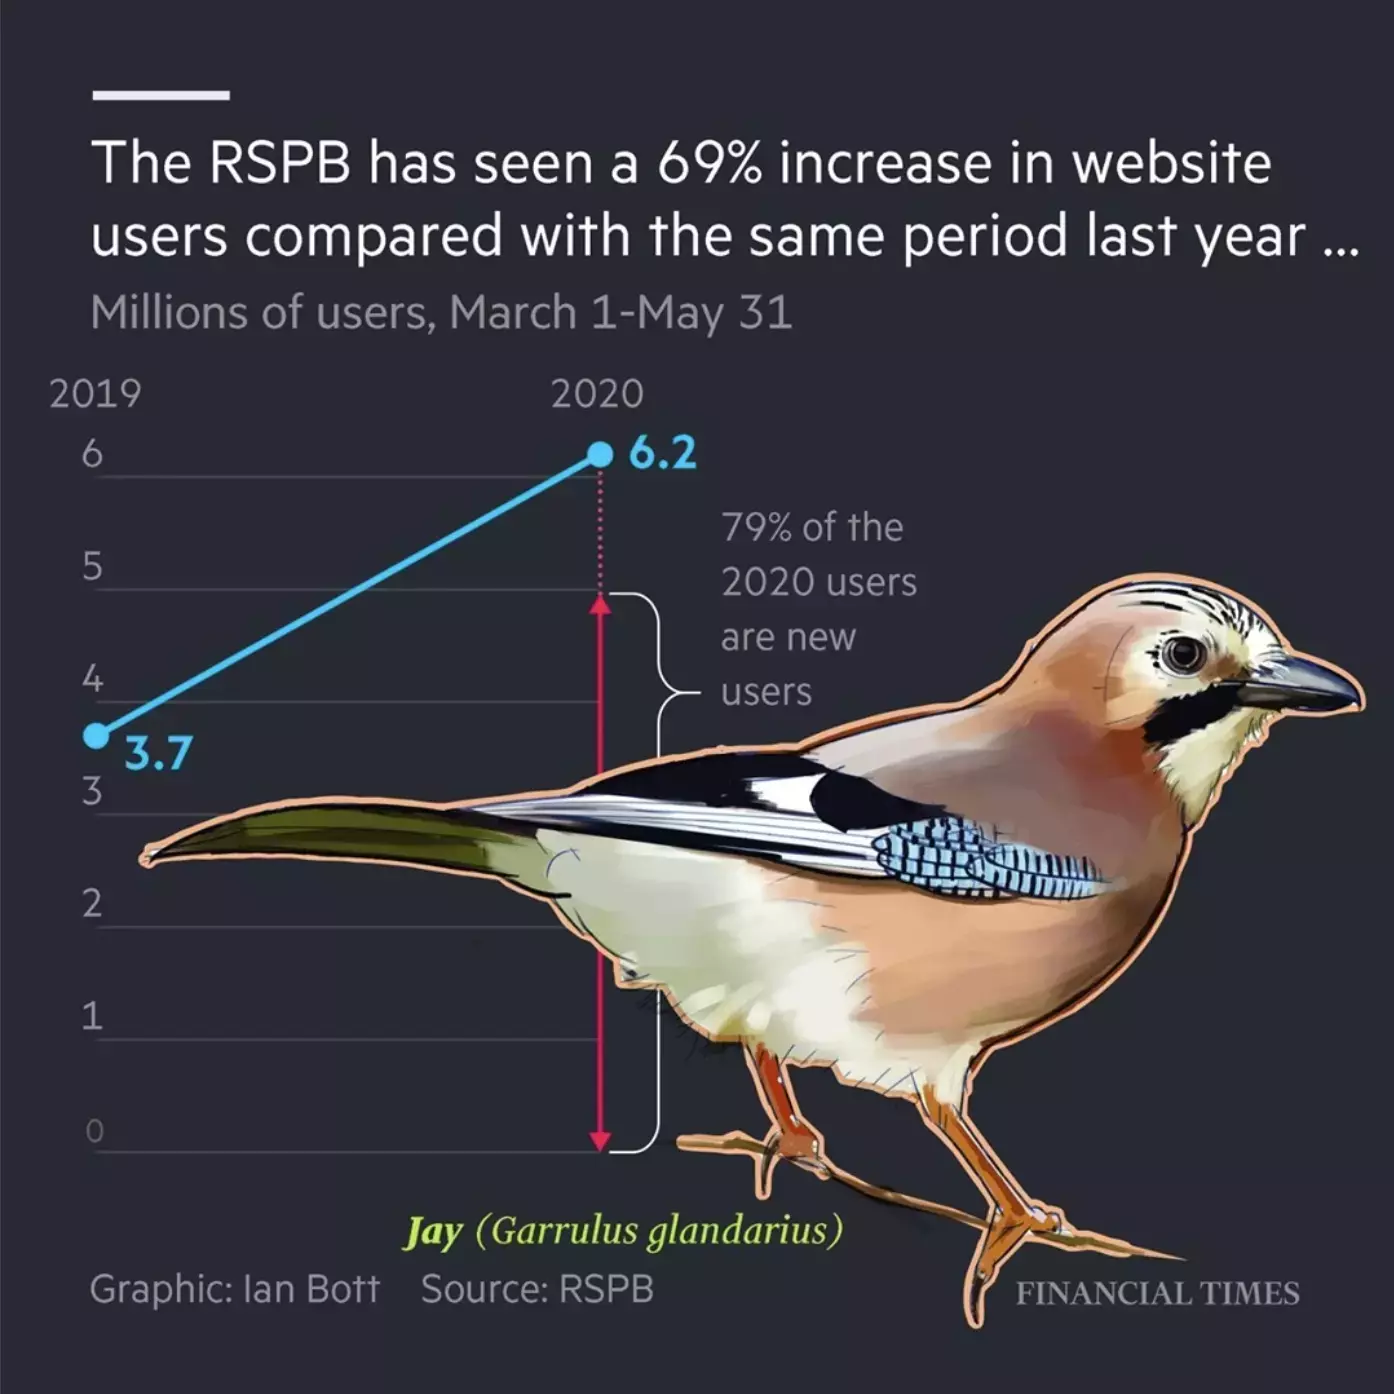 The RSPB has seen a 69% increase in website
users compared with the same period last year ...
Millions of users, March 1-May 31
2019
2020
6
6.2
79% of the
2020 users
are new
users
5
4
3.7
3
2
1
0
Jay (Garrulus glandarius)
Graphic: Ian Bott Source: RSPB
FINANCIAL TIMES